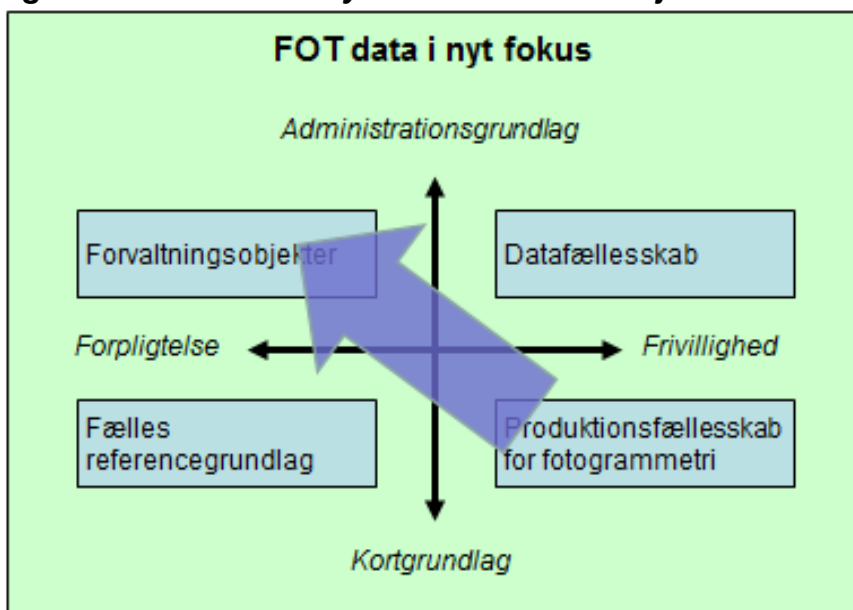 FOT data i nyt fokus
Administrationsgrundlag
Forvaltningsobjekter
Datafællesskab
Forpligtelse
Frivillighed
Fælles
referencegrundlag
Produktionsfællesskab
for fotogrammetri
Kortgrundlag